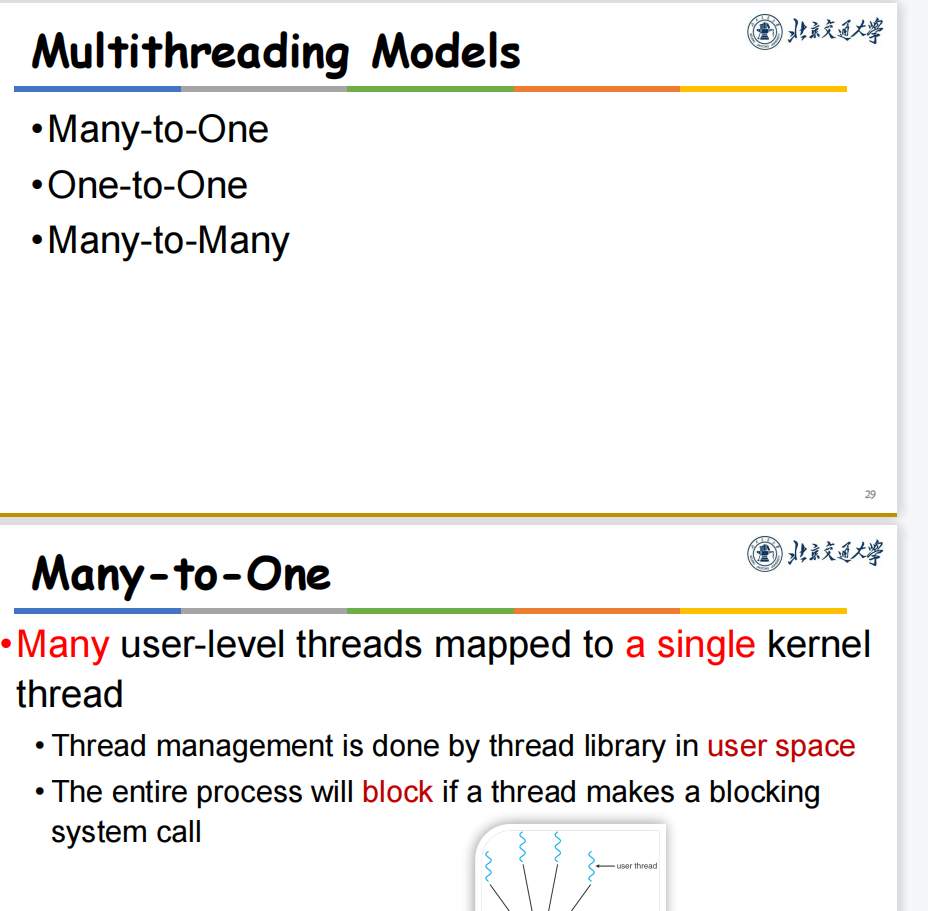 北京交通大学
Multithreading Models
•Many-to-One
•One-to-One
•Many-to-Many
29
北京交通大学
Many-to-One
•Many user-level threads mapped to a single kernel
thread
• Thread management is done by thread library in user space
• The entire process will block if a thread makes a blocking
system call
user thread